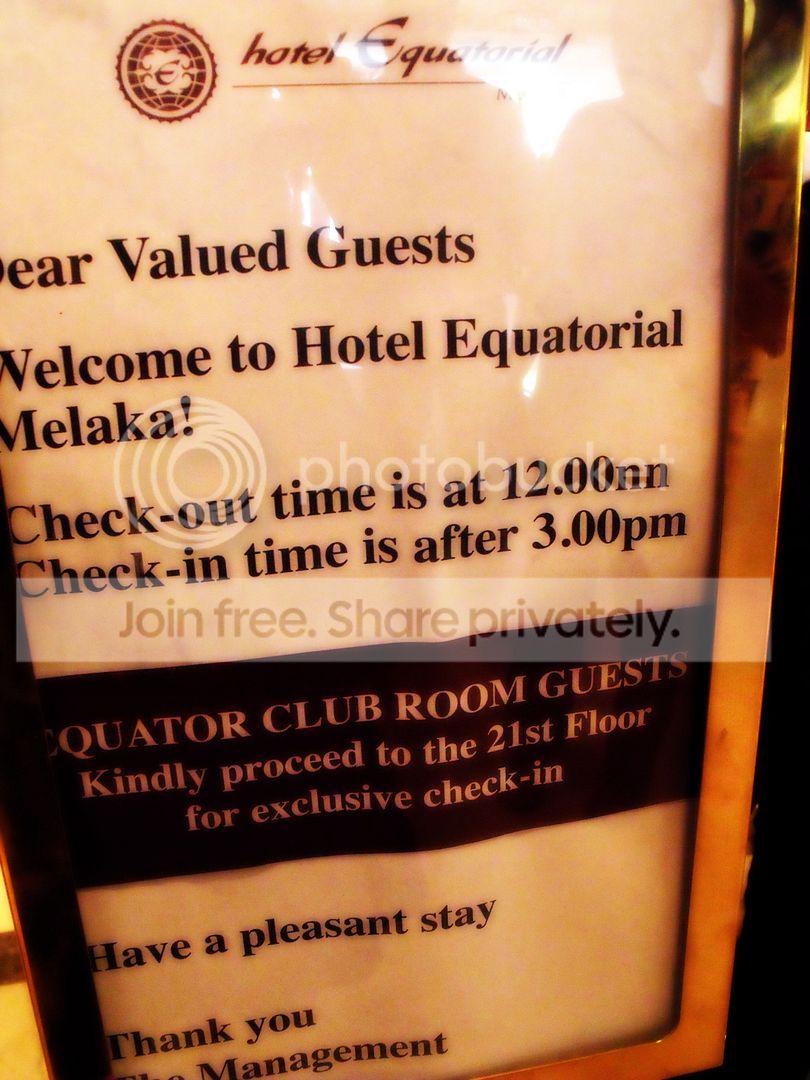 hotel Equatorial
Dear Valued Guests
Welcome to Hotel Equatorial
Melaka!
photobucket
Check-out time is at 12.00nn
Check-in time is after 3.00pm
Join free. Share privately.
EQUATOR CLUB ROOM GUESTS
Kindly proceed to the 21st Floor
for exclusive check-in
Have a pleasant stay
Thank you
The Management